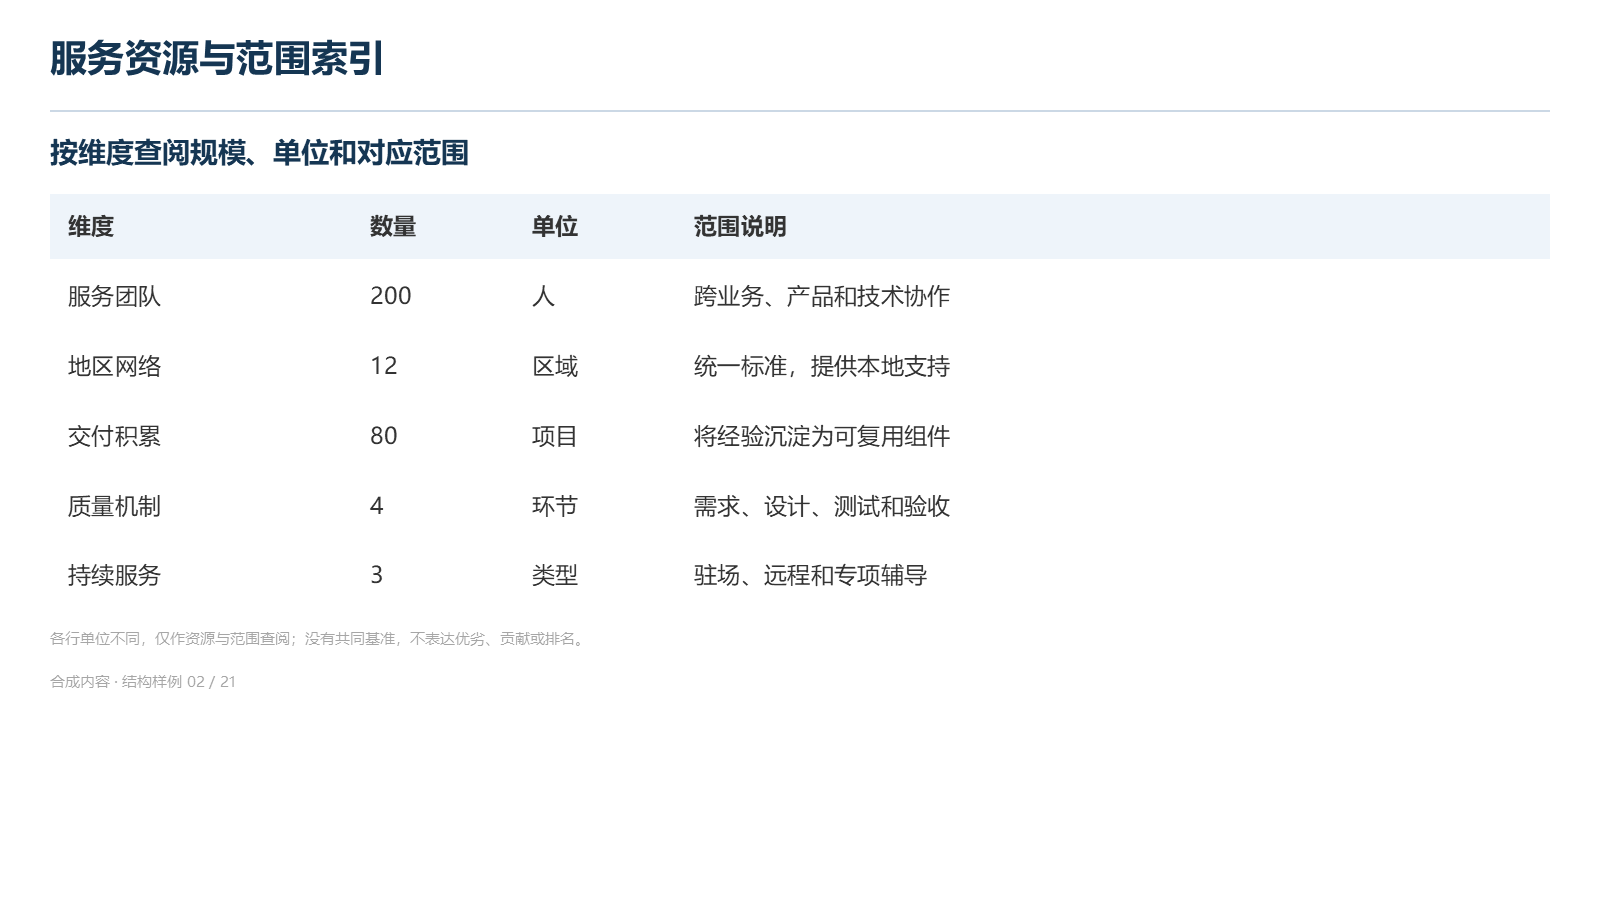 服务资源与范围索引
按维度查阅规模、单位和对应范围
维度 数量 单位 范围说明
服务团队 200 人 跨业务、产品和技术协作
地区网络 12 区域 统一标准，提供本地支持
交付积累 80 项目 将经验沉淀为可复用组件
质量机制 4 环节 需求、设计、测试和验收
持续服务 3 类型 驻场、远程和专项辅导
各行单位不同，仅作资源与范围查阅；没有共同基准，不表达优劣、贡献或排名。
合成内容 · 结构样例 02 / 21